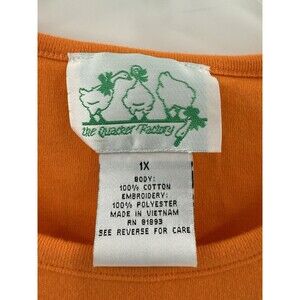 the Quacker Factory
1X
BODY:
100% COTTON
EMBROIDERY:
100% POLYESTER
MADE IN VIETNAM
RN 81893
SEE REVERSE FOR CARE